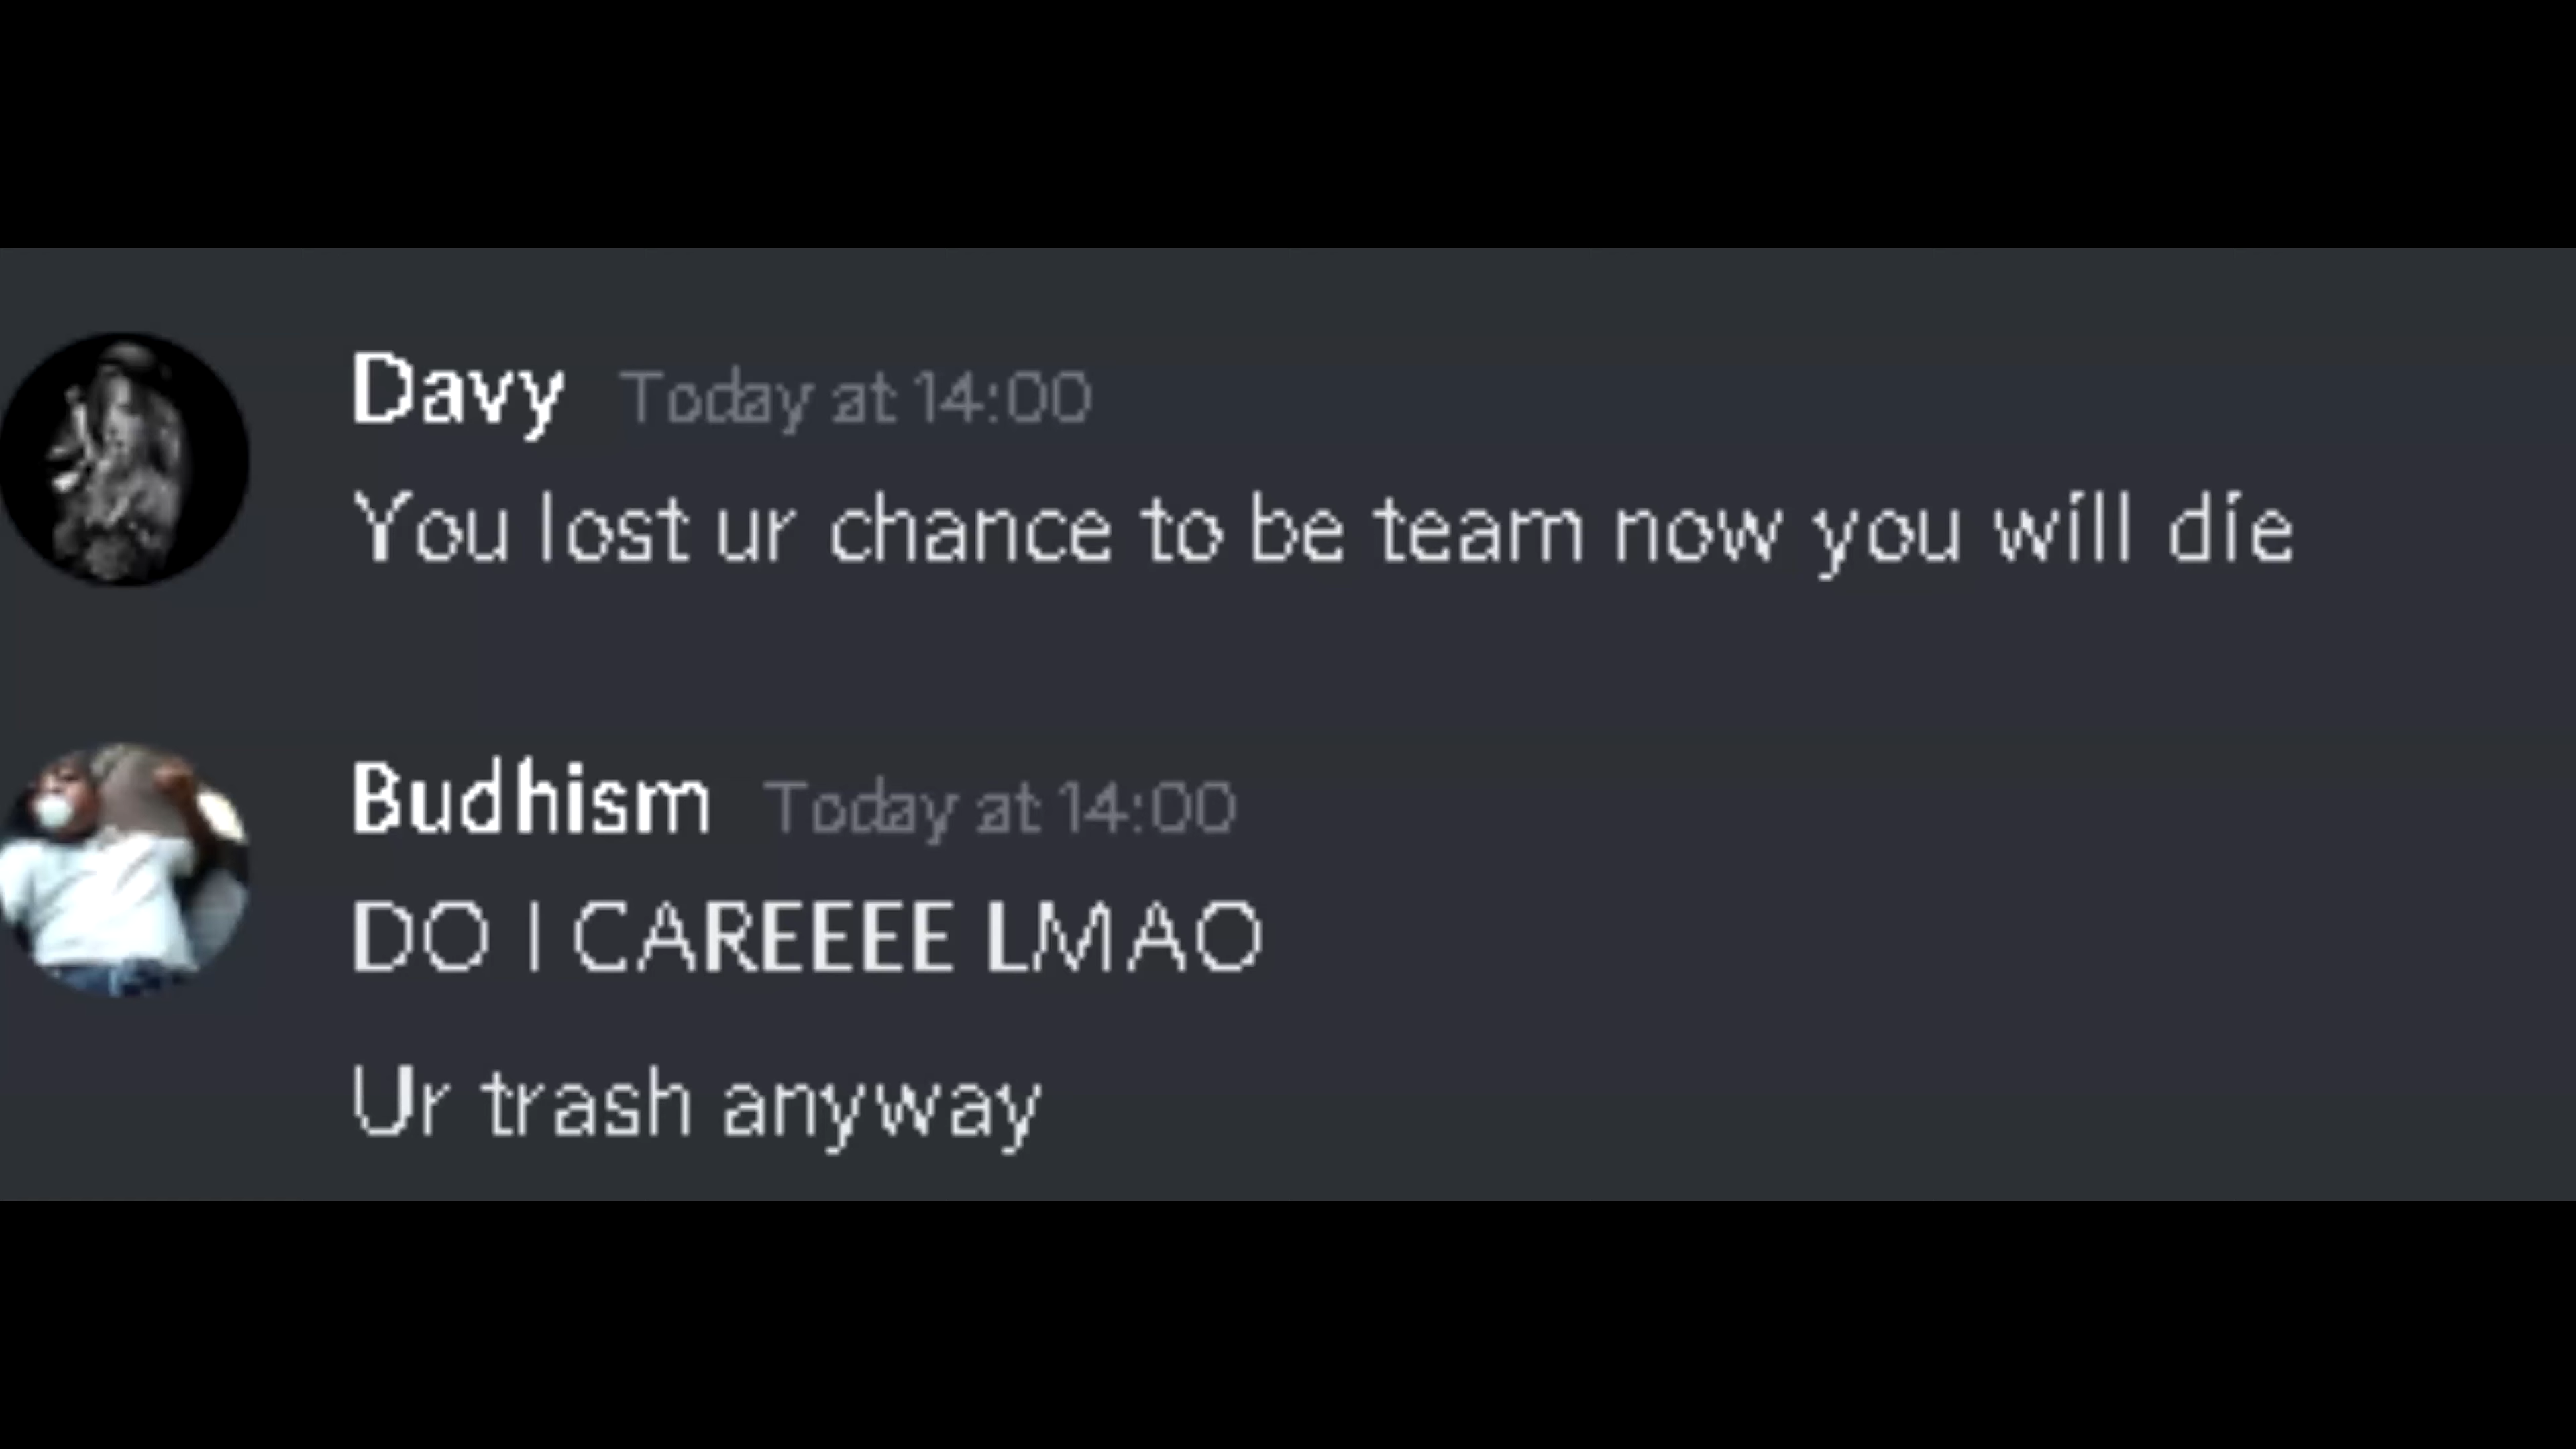 Davy Today at 14:00
You lost ur chance to be team now you will die
Budhism Today at 14:00
DO I CAREEEE LMAO
Ur trash anyway